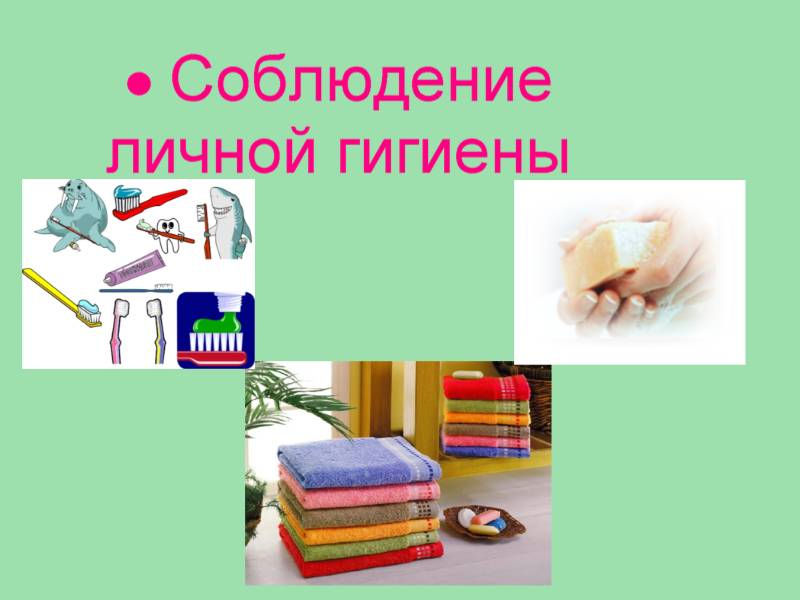 • Соблюдение
личной гигиены